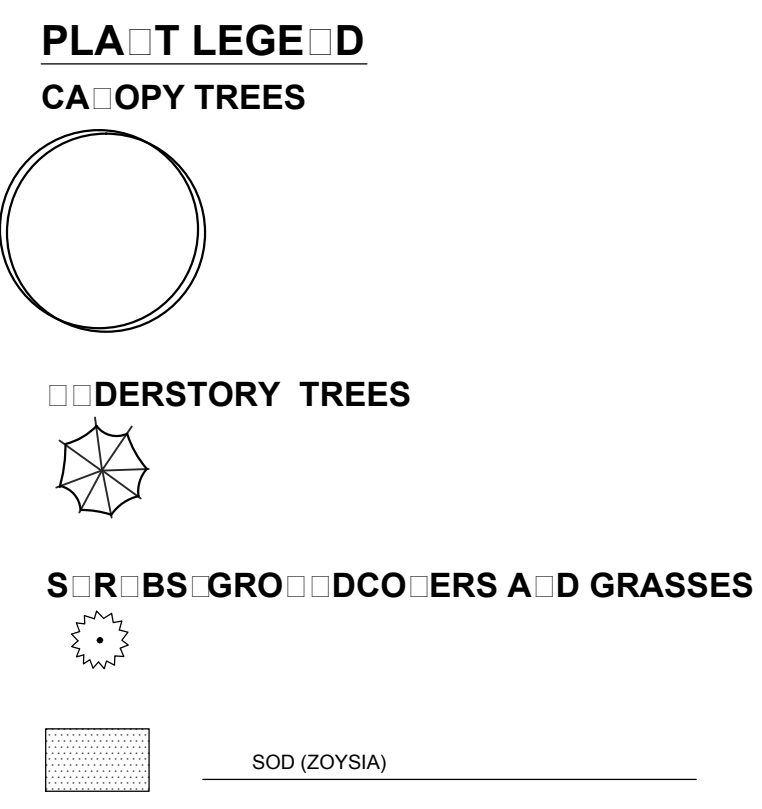 PLA□T LEGE□D
CA□OPY TREES
□□DERSTORY TREES
S□R□BS□GRO□□DCO□ERS A□D GRASSES
SOD (ZOYSIA)